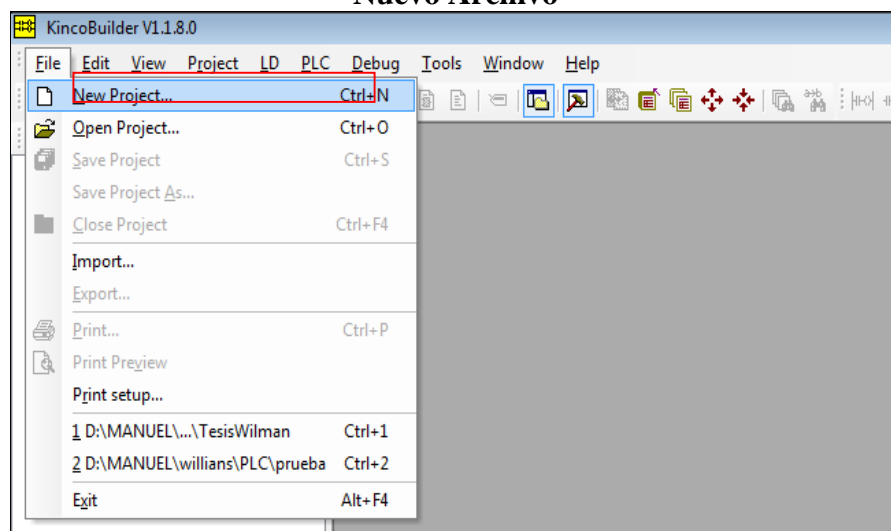 Nuevo Archivo
KincoBuilder V1.1.8.0
File Edit View Project LD PLC Debug Tools Window Help
New Project... Ctrl+N
Open Project... Ctrl+O
Save Project Ctrl+S
Save Project As...
Close Project Ctrl+F4
Import...
Export...
Print... Ctrl+P
Print Preview
Print setup...
1 D:\MANUEL\...\TesisWilman Ctrl+1
2 D:\MANUEL\willians\PLC\prueba Ctrl+2
Exit Alt+F4